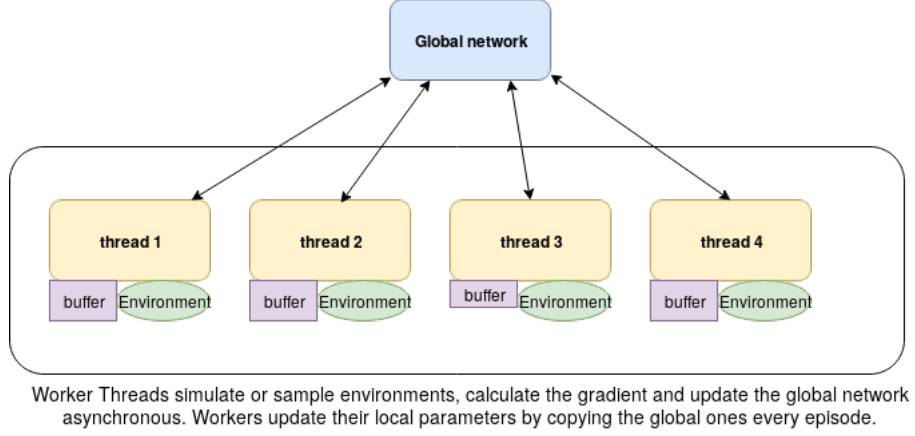 Global network
thread 1
thread 2
thread 3
thread 4
buffer
Environment
buffer
Environment
buffer
Environment
buffer
Environment
Worker Threads simulate or sample environments, calculate the gradient and update the global network
asynchronous. Workers update their local parameters by copying the global ones every episode.